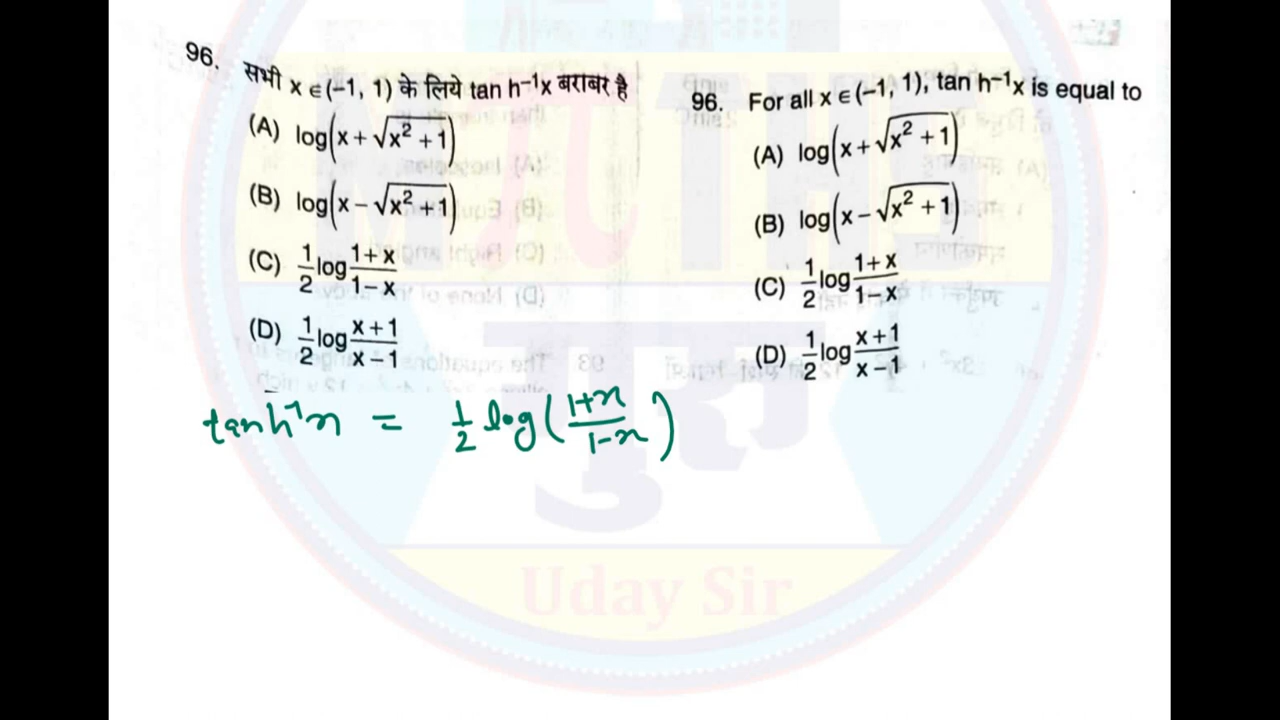 96. सभी x ∈ (–1, 1) के लिये tan h⁻¹x बराबर है
(A) log(x + √(x² + 1))
(B) log(x – √(x² + 1))
(C) 1/2 log (1 + x)/(1 – x)
(D) 1/2 log (x + 1)/(x – 1)
96. For all x ∈ (–1, 1), tan h⁻¹x is equal to
(A) log(x + √(x² + 1))
(B) log(x – √(x² + 1))
(C) 1/2 log (1 + x)/(1 – x)
(D) 1/2 log (x + 1)/(x – 1)
tanh⁻¹x = 1/2 log((1+x)/(1–x))
MATHS
गुरु
Uday Sir